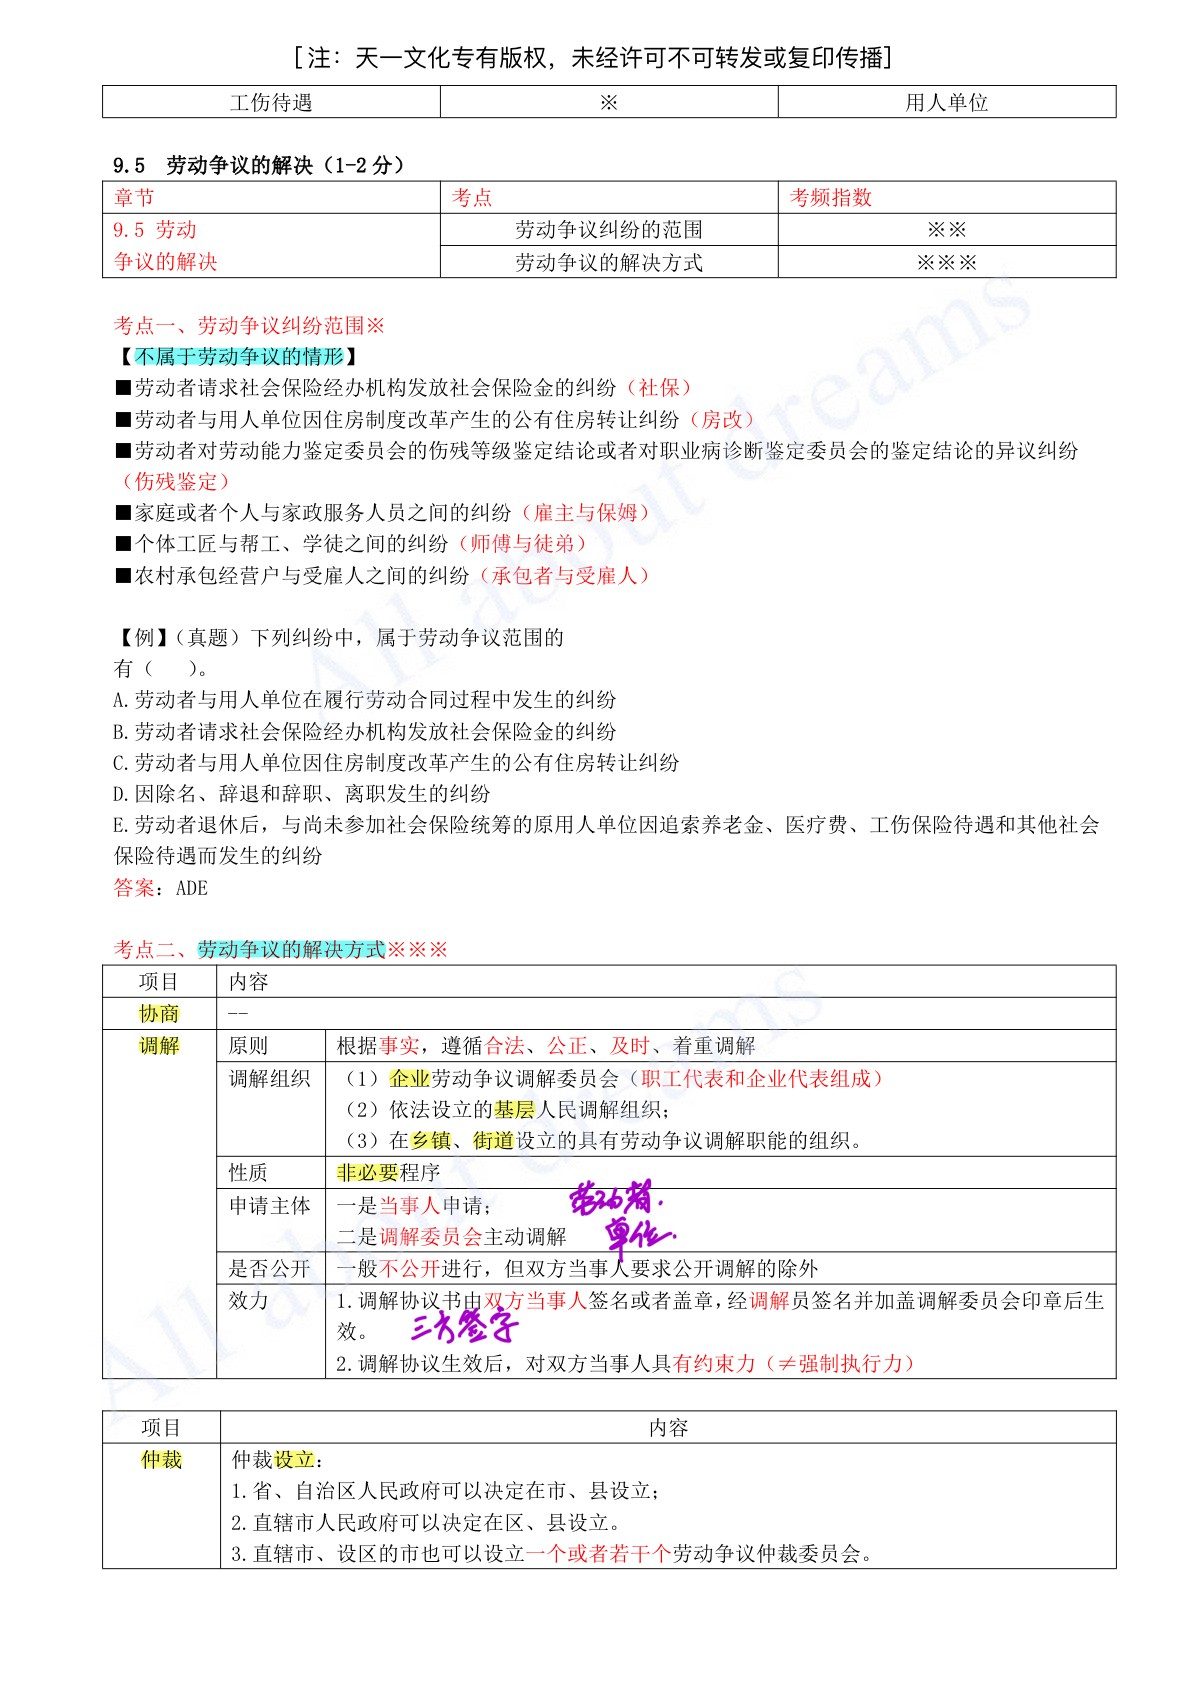 [注：天一文化专有版权，未经许可不可转发或复印传播]
工伤待遇 ※ 用人单位
9.5 劳动争议的解决（1-2 分）
章节 考点 考频指数
9.5 劳动 劳动争议纠纷的范围 ※※
争议的解决 劳动争议的解决方式 ※※※
考点一、劳动争议纠纷范围※
【不属于劳动争议的情形】
■劳动者请求社会保险经办机构发放社会保险金的纠纷（社保）
■劳动者与用人单位因住房制度改革产生的公有住房转让纠纷（房改）
■劳动者对劳动能力鉴定委员会的伤残等级鉴定结论或者对职业病诊断鉴定委员会的鉴定结论的异议纠纷
（伤残鉴定）
■家庭或者个人与家政服务人员之间的纠纷（雇主与保姆）
■个体工匠与帮工、学徒之间的纠纷（师傅与徒弟）
■农村承包经营户与受雇人之间的纠纷（承包者与受雇人）
【例】（真题）下列纠纷中，属于劳动争议范围的
有（ ）。
A.劳动者与用人单位在履行劳动合同过程中发生的纠纷
B.劳动者请求社会保险经办机构发放社会保险金的纠纷
C.劳动者与用人单位因住房制度改革产生的公有住房转让纠纷
D.因除名、辞退和辞职、离职发生的纠纷
E.劳动者退休后，与尚未参加社会保险统筹的原用人单位因追索养老金、医疗费、工伤保险待遇和其他社会
保险待遇而发生的纠纷
答案：ADE
考点二、劳动争议的解决方式※※※
项目 内容
协商 --
调解 原则 根据事实，遵循合法、公正、及时、着重调解
调解组织 （1）企业劳动争议调解委员会（职工代表和企业代表组成）
（2）依法设立的基层人民调解组织；
（3）在乡镇、街道设立的具有劳动争议调解职能的组织。
性质 非必要程序
申请主体 一是当事人申请； 劳动者.
二是调解委员会主动调解 单位.
是否公开 一般不公开进行，但双方当事人要求公开调解的除外
效力 1.调解协议书由双方当事人签名或者盖章，经调解员签名并加盖调解委员会印章后生
效。 三方签字
2.调解协议生效后，对双方当事人具有约束力（≠强制执行力）
项目 内容
仲裁 仲裁设立：
1.省、自治区人民政府可以决定在市、县设立；
2.直辖市人民政府可以决定在区、县设立。
3.直辖市、设区的市也可以设立一个或者若干个劳动争议仲裁委员会。
All about dreams
All about dreams